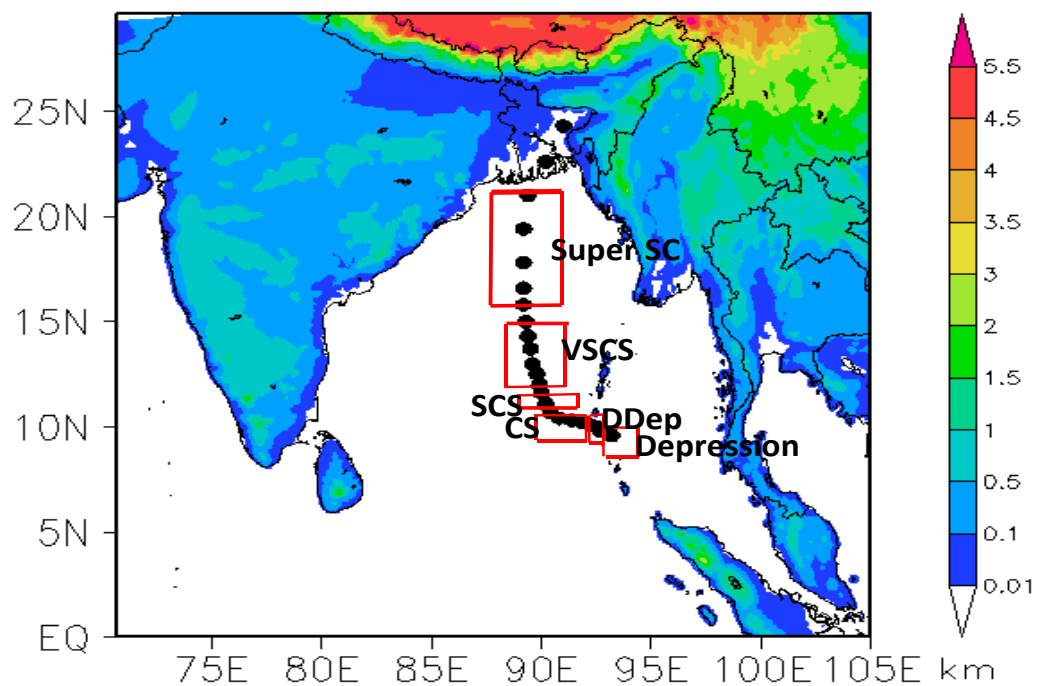 25N
20N
15N
10N
5N
EQ
75E 80E 85E 90E 95E 100E 105E km
Super SC
VSCS
SCS
CS
DDep
Depression
5.5
4.5
4
3.5
3
2
1.5
1
0.5
0.1
0.01